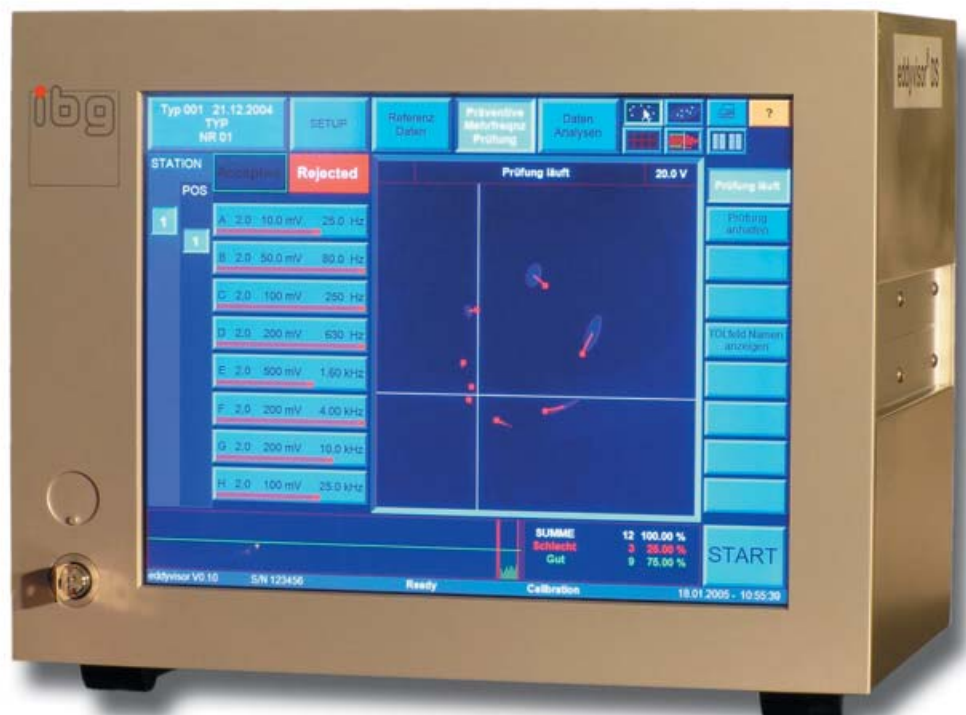 ibg
eddyvisor® DS
Typ 001 21.12.2004
TYP
NR 01
SETUP
Referenz
Daten
Präventive
Mehrfreqnz
Prüfung
Daten
Analysen
?
STATION
POS
1
1
Accepted
Rejected
Prüfung läuft
20.0 V
A 2.0 10.0 mV 25.0 Hz
B 2.0 50.0 mV 80.0 Hz
C 2.0 100 mV 250 Hz
D 2.0 200 mV 630 Hz
E 2.0 500 mV 1.60 kHz
F 2.0 200 mV 4.00 kHz
G 2.0 200 mV 10.0 kHz
H 2.0 100 mV 25.0 kHz
Prüfung läuft
Prüfung
anhalten
TOLfeld Namen
anzeigen
START
SUMME 12 100.00 %
Schlecht 3 25.00 %
Gut 9 75.00 %
eddyvisor V0.10 S/N 123456 Ready Calibration 18.01.2005 - 10:55:39